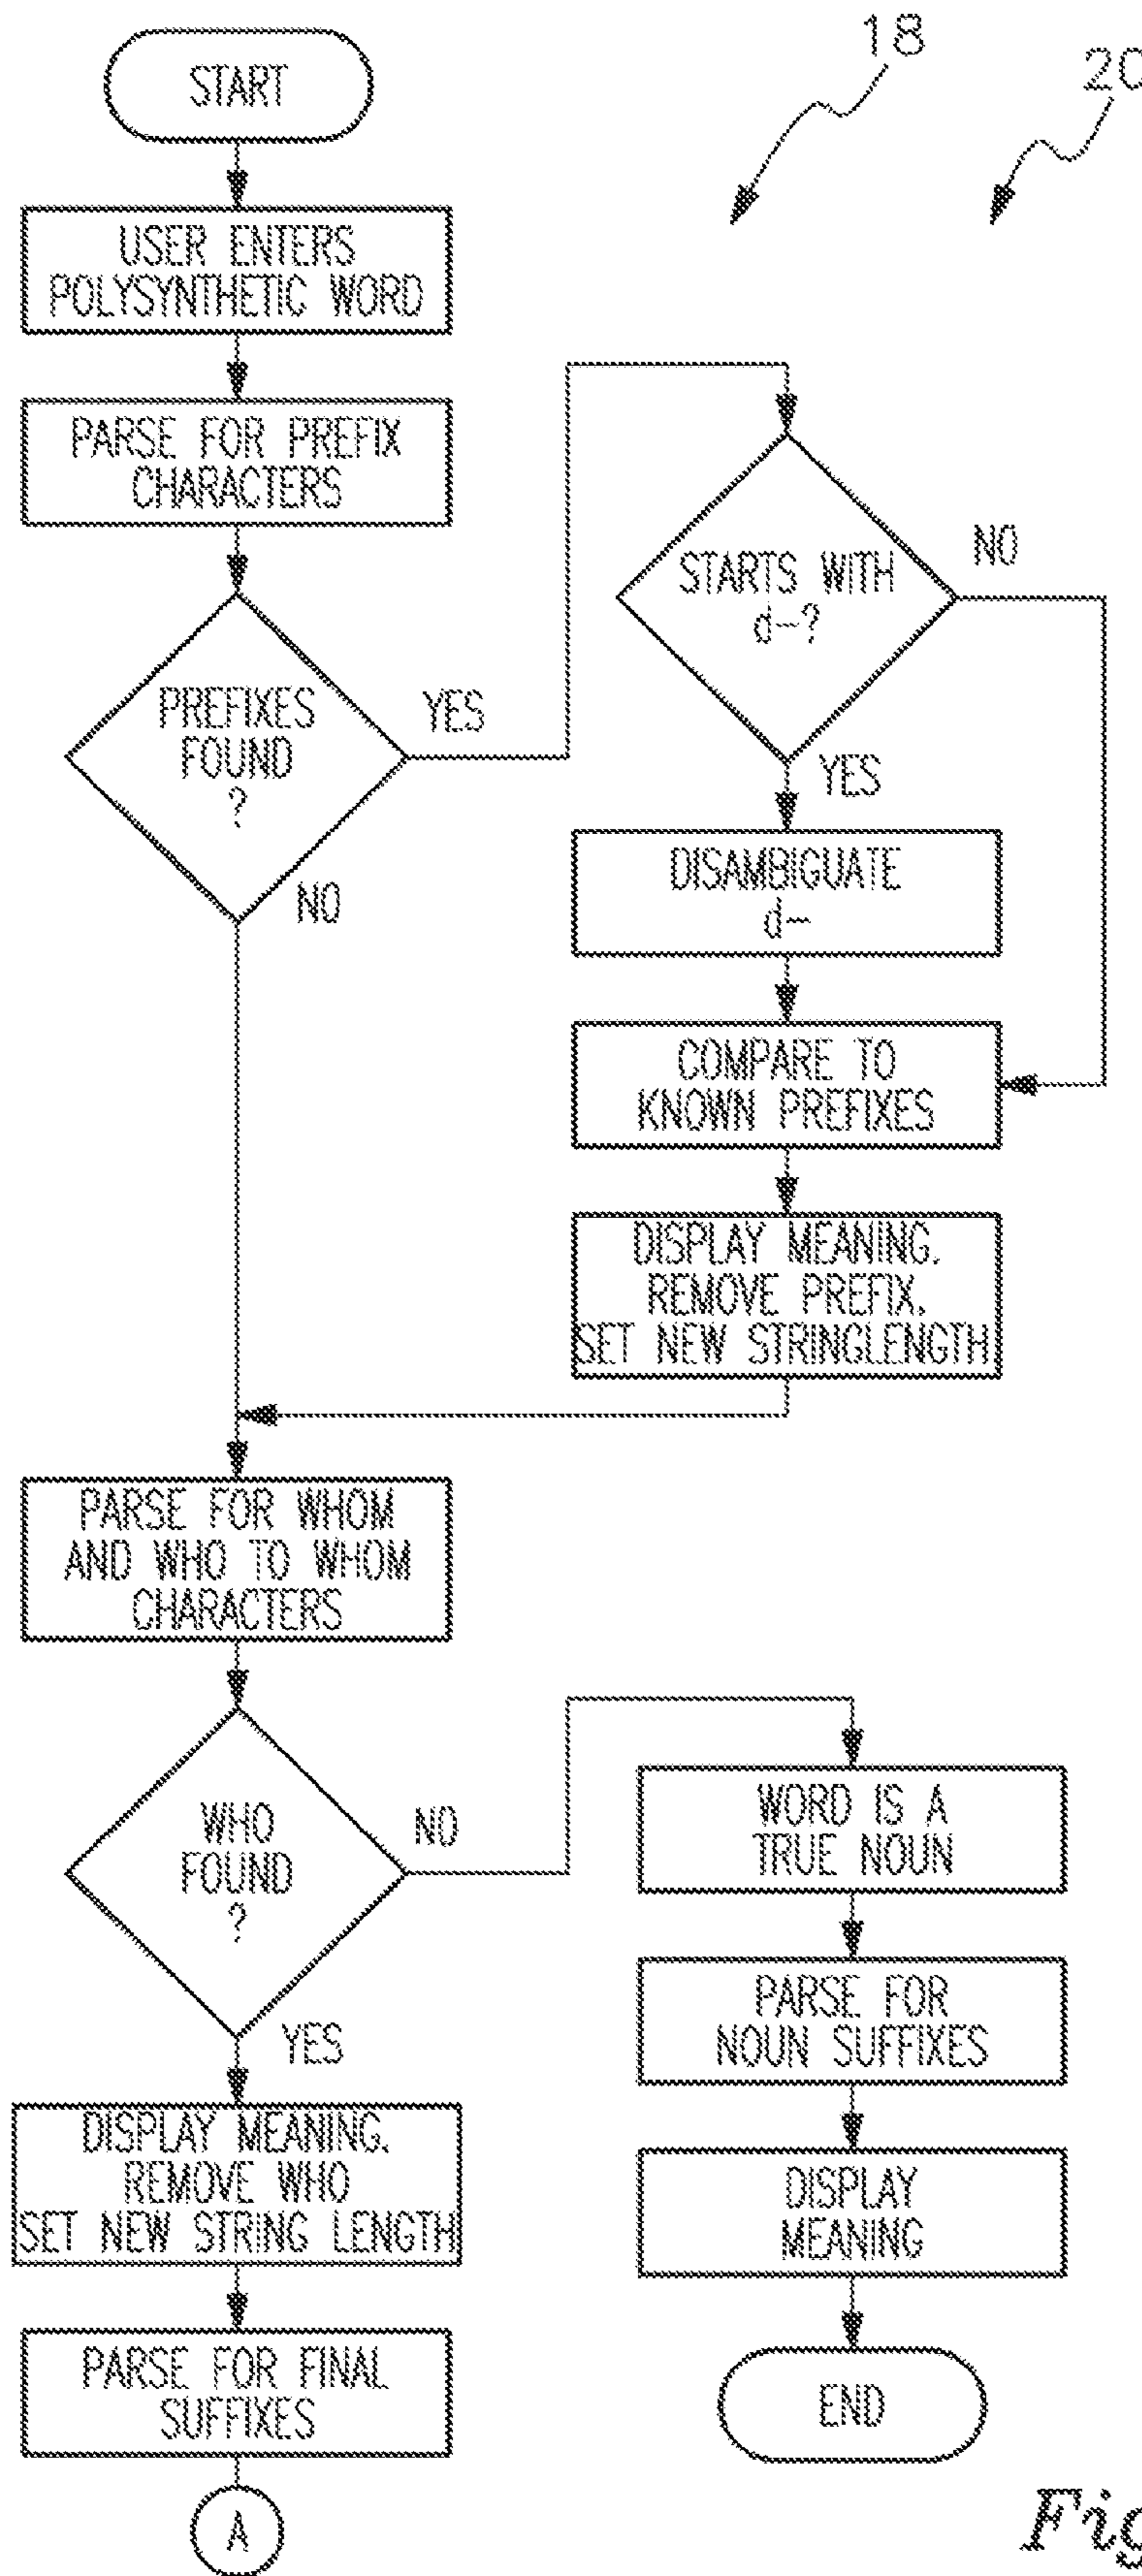 18
START
USER ENTERS
POLYSYNTHETIC WORD
PARSE FOR PREFIX
CHARACTERS
PREFIXES
FOUND
?
YES
NO
STARTS WITH
d-?
NO
YES
DISAMBIGUATE
d-
COMPARE TO
KNOWN PREFIXES
DISPLAY MEANING,
REMOVE PREFIX,
SET NEW STRINGLENGTH
PARSE FOR WHOM
AND WHO TO WHOM
CHARACTERS
WHO
FOUND
?
NO
YES
WORD IS A
TRUE NOUN
PARSE FOR
NOUN SUFFIXES
DISPLAY
MEANING
END
DISPLAY MEANING,
REMOVE WHO
SET NEW STRING LENGTH
PARSE FOR FINAL
SUFFIXES
A